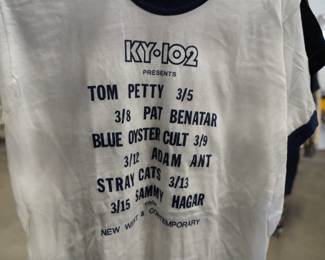 KY•102
PRESENTS
TOM PETTY 3/5
3/8 PAT BENATAR
BLUE OYSTER CULT 3/9
3/12 ADAM ANT
STRAY CATS 3/13
3/15 SAMMY HAGAR
NEW WEST & CONTEMPORARY